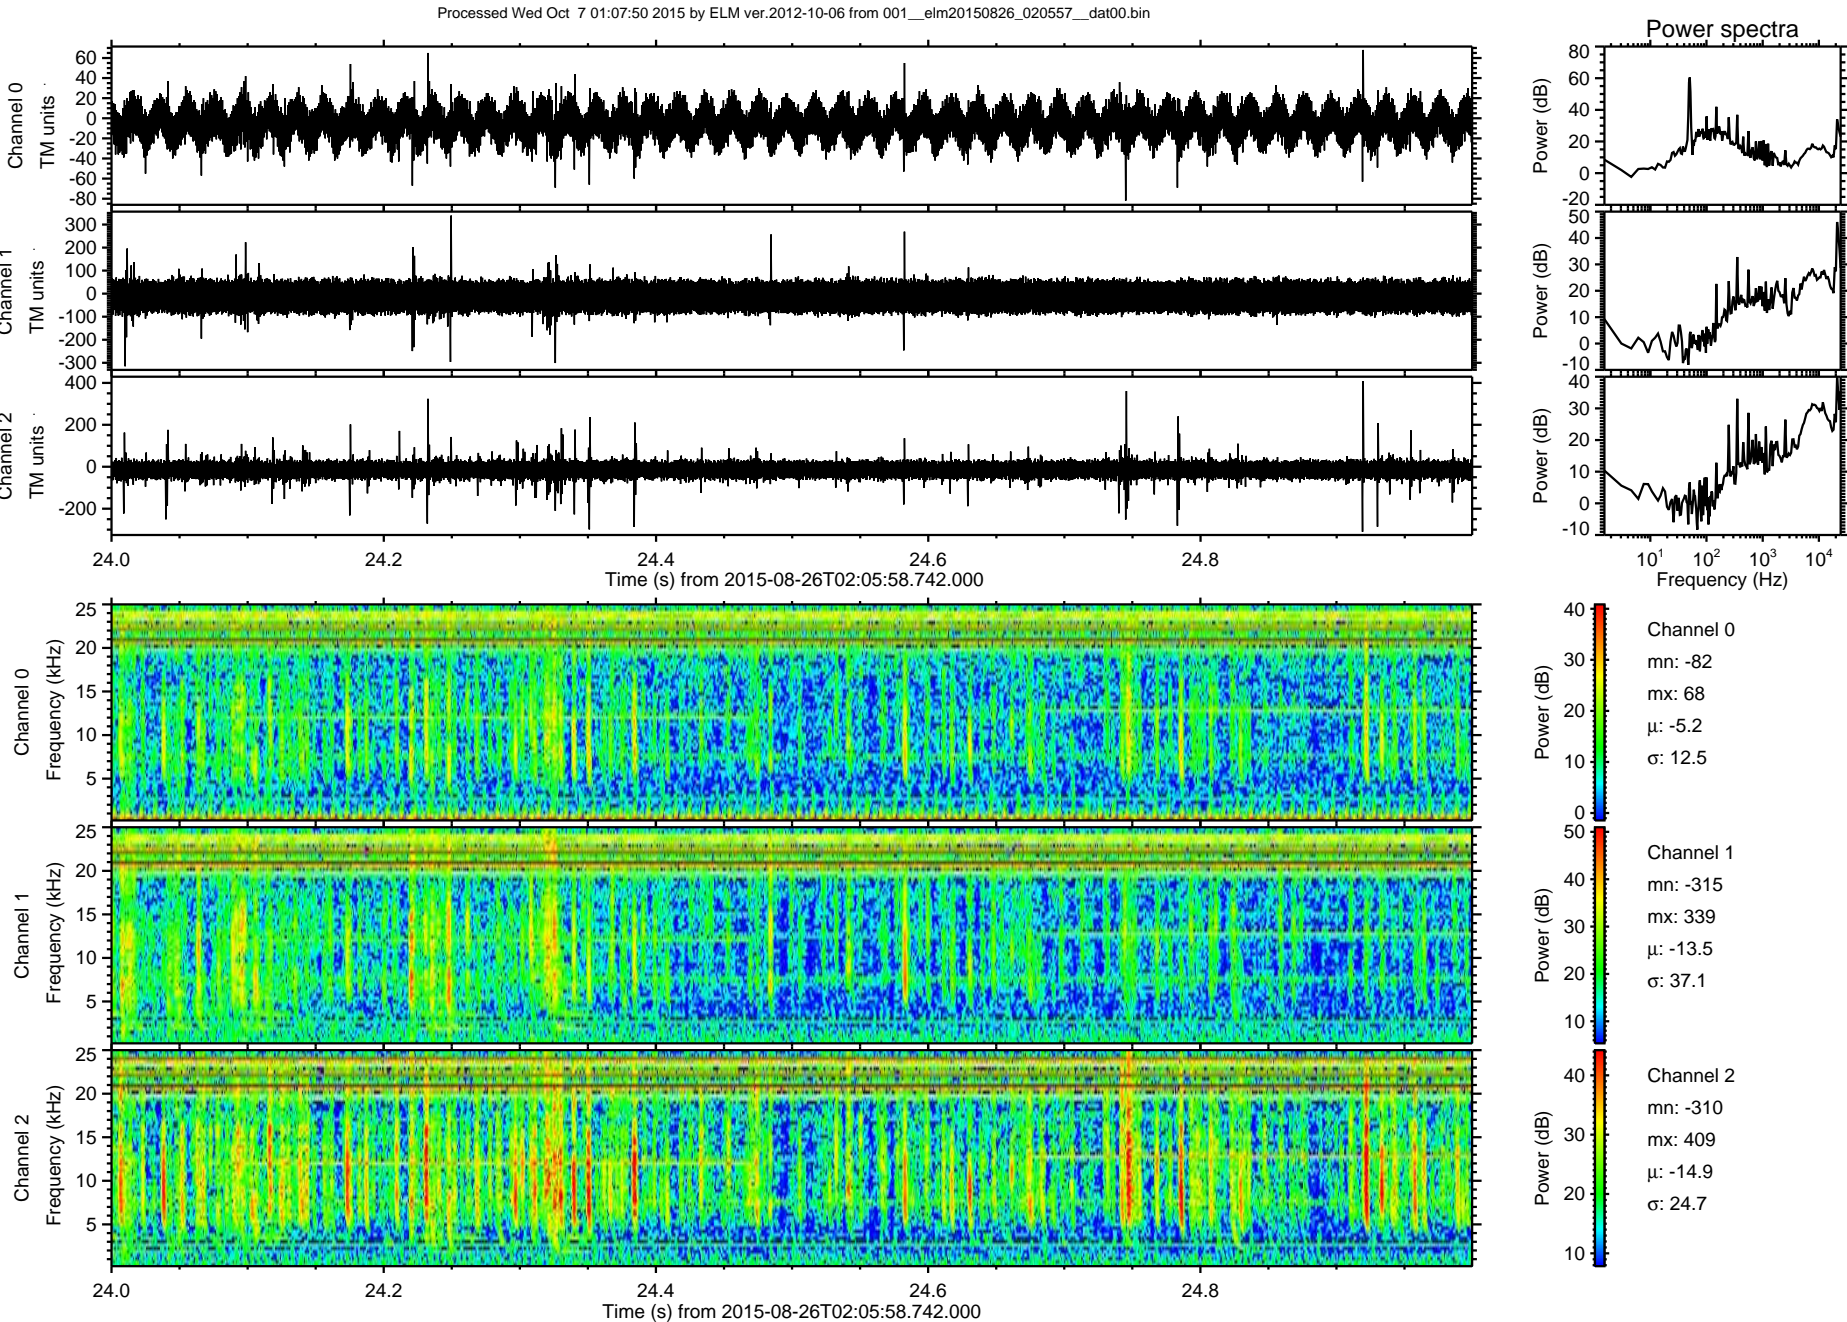 Processed Wed Oct  7 01:07:50 2015 by ELM ver.2012-10-06 from 001__elm20150826_020557__dat00.bin
Power spectra
Channel 0
TM units
60
40
20
0
-20
-40
-60
-80
Power (dB)
80
60
40
20
0
-20
Channel 1
TM units
300
200
100
0
-100
-200
-300
Power (dB)
50
40
30
20
10
0
-10
Channel 2
TM units
400
200
0
-200
Power (dB)
40
30
20
10
0
-10
24.0 24.2 24.4 24.6 24.8
Time (s) from 2015-08-26T02:05:58.742.000
10¹ 10² 10³ 10⁴
Frequency (Hz)
Channel 0
Frequency (kHz)
25
20
15
10
5
Power (dB)
40
30
20
10
0
Channel 0
mn: -82
mx: 68
μ: -5.2
σ: 12.5
Channel 1
Frequency (kHz)
25
20
15
10
5
Power (dB)
50
40
30
20
10
Channel 1
mn: -315
mx: 339
μ: -13.5
σ: 37.1
Channel 2
Frequency (kHz)
25
20
15
10
5
Power (dB)
40
30
20
10
Channel 2
mn: -310
mx: 409
μ: -14.9
σ: 24.7
24.0 24.2 24.4 24.6 24.8
Time (s) from 2015-08-26T02:05:58.742.000